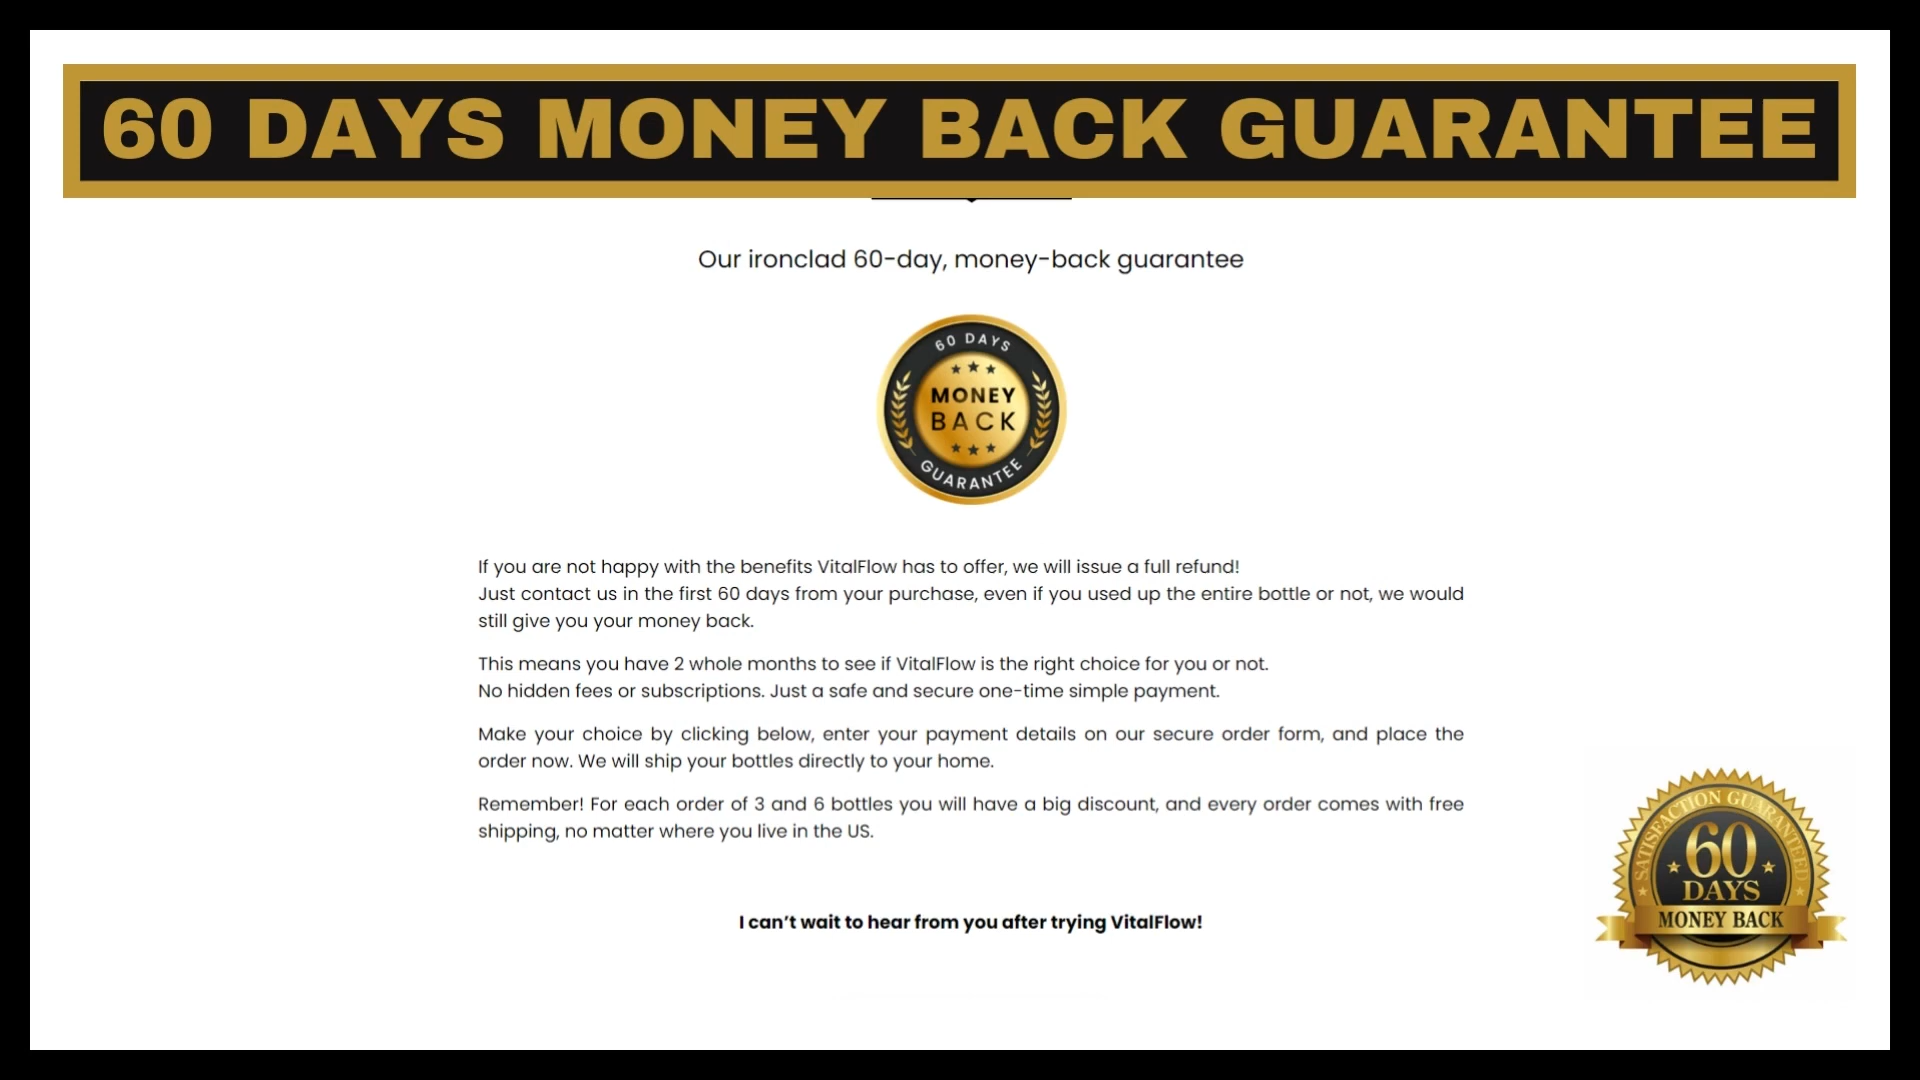 60 DAYS MONEY BACK GUARANTEE
Our ironclad 60-day, money-back guarantee
60 DAYS
MONEY
BACK
GUARANTEE
If you are not happy with the benefits VitalFlow has to offer, we will issue a full refund!
Just contact us in the first 60 days from your purchase, even if you used up the entire bottle or not, we would
still give you your money back.
This means you have 2 whole months to see if VitalFlow is the right choice for you or not.
No hidden fees or subscriptions. Just a safe and secure one-time simple payment.
Make your choice by clicking below, enter your payment details on our secure order form, and place the
order now. We will ship your bottles directly to your home.
Remember! For each order of 3 and 6 bottles you will have a big discount, and every order comes with free
shipping, no matter where you live in the US.
SATISFACTION GUARANTEED
60
DAYS
MONEY BACK
I can't wait to hear from you after trying VitalFlow!